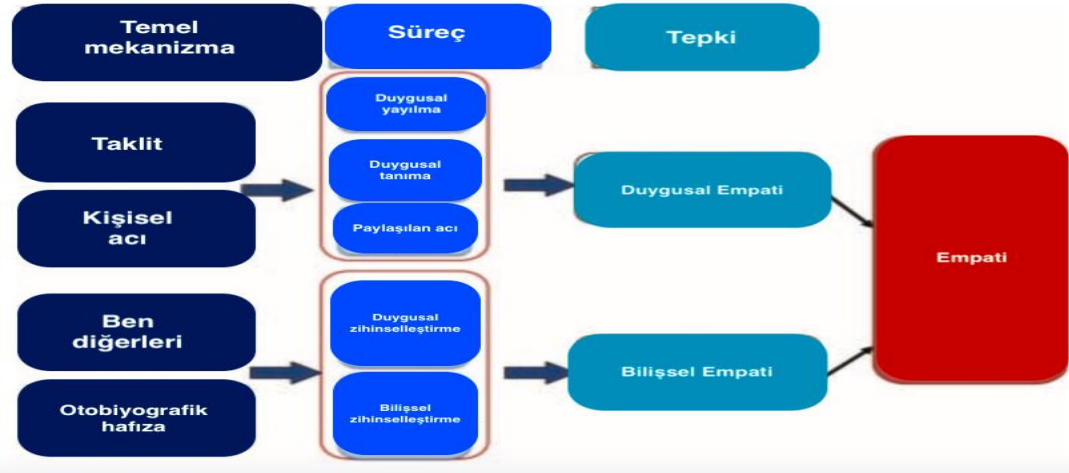 Temel
mekanizma
Süreç
Tepki
Taklit
Kişisel
acı
Duygusal
yayılma
Duygusal
tanıma
Paylaşılan acı
Duygusal Empati
Ben
diğerleri
Otobiyografik
hafıza
Duygusal
zihinselleştirme
Bilişsel
zihinselleştirme
Bilişsel Empati
Empati